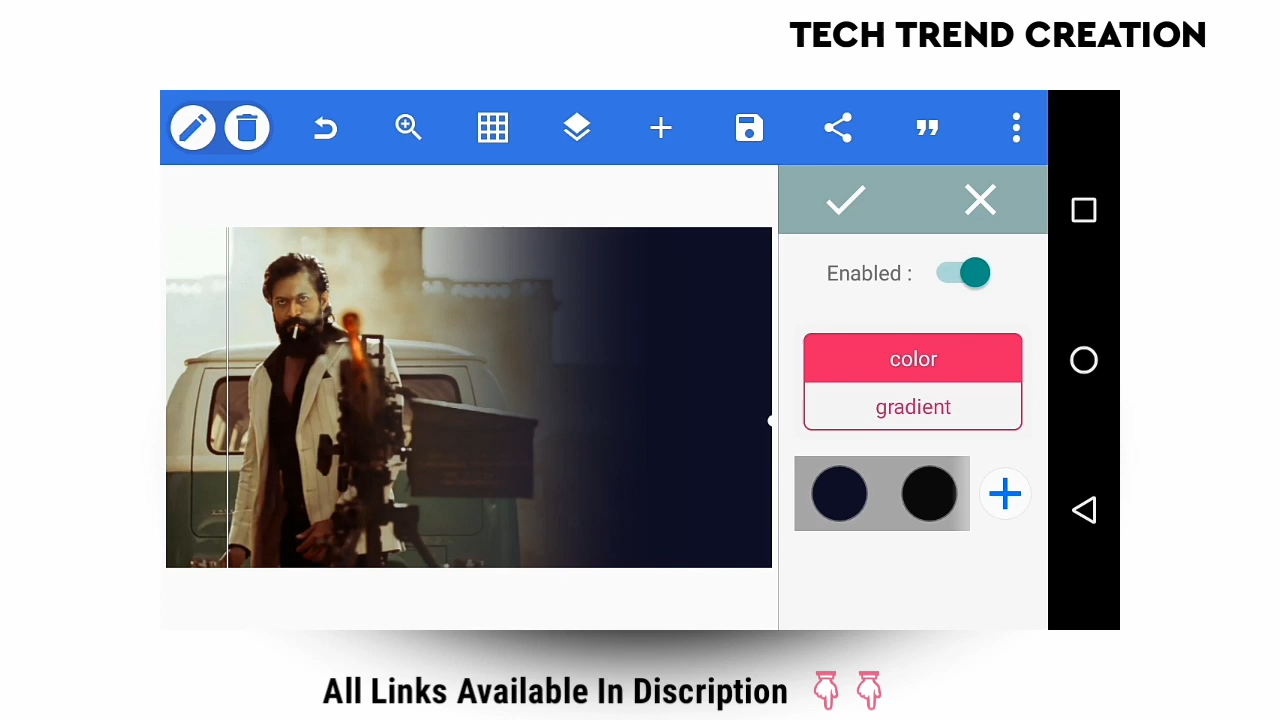 TECH TREND CREATION
Enabled :
color
gradient
All Links Available In Discription